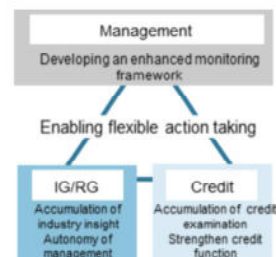 Management
Developing an enhanced monitoring
framework
Enabling flexible action taking
IG/RG
Accumulation of
industry insight
Autonomy of
management
Credit
Accumulation of credit
examination
Strengthen credit
function